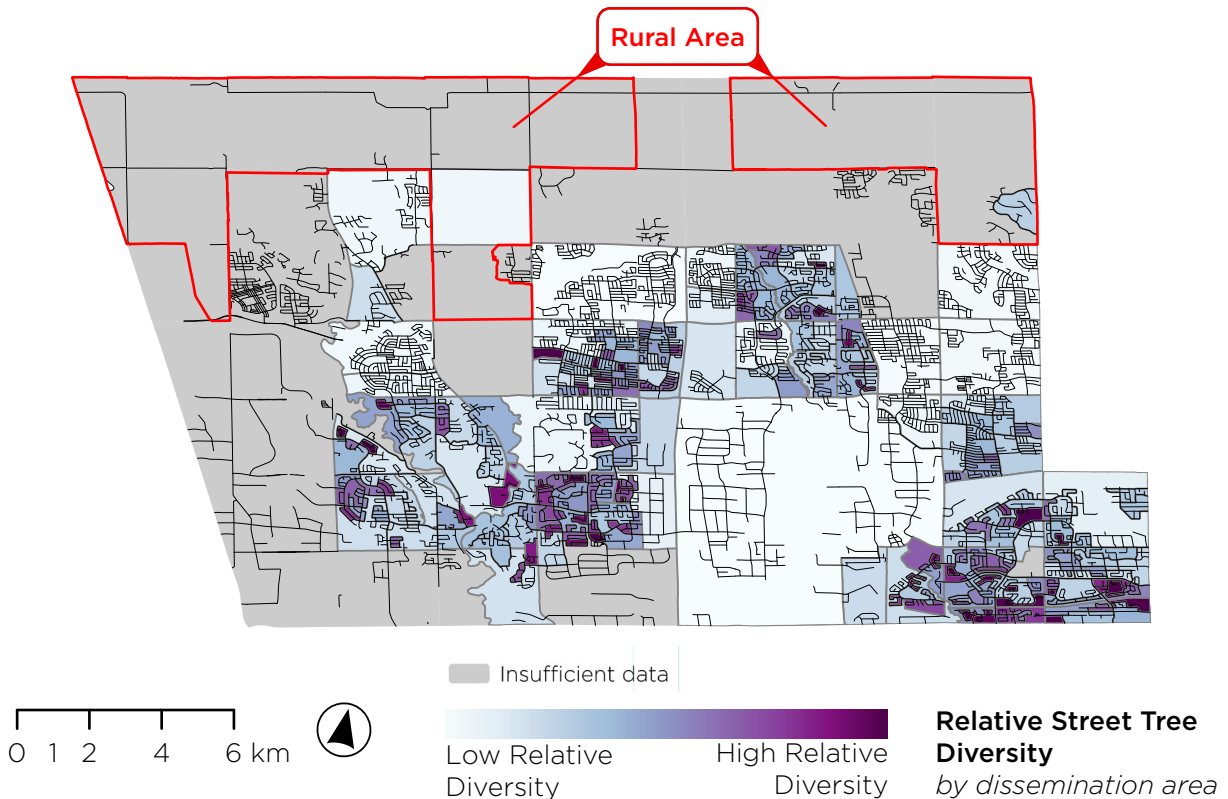 Rural Area
Insufficient data
0 1 2 4 6 km
Low Relative
Diversity
High Relative
Diversity
Relative Street Tree
Diversity
by dissemination area